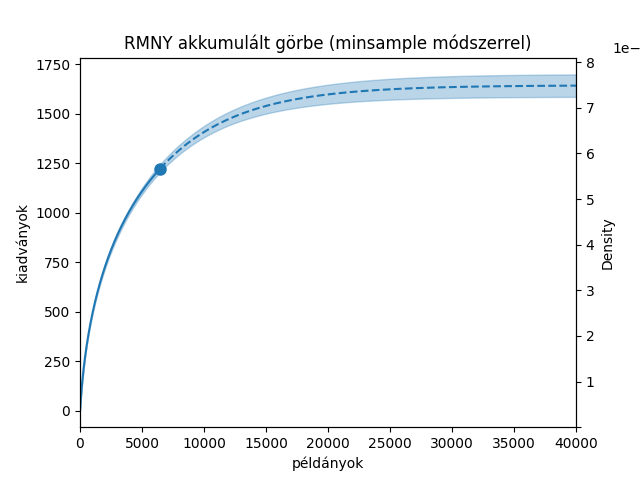 RMNY akkumulált görbe (minsample módszerrel)
1e−
1750
1500
1250
1000
750
500
250
0
kiadványok
8
7
6
5
4
3
2
1
Density
0 5000 10000 15000 20000 25000 30000 35000 40000
példányok